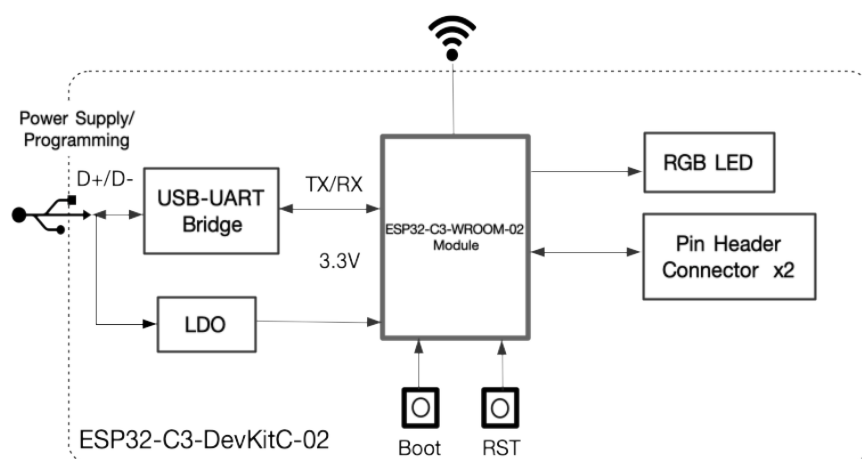 Power Supply/
Programming
D+/D-
USB-UART
Bridge
TX/RX
3.3V
LDO
ESP32-C3-WROOM-02
Module
RGB LED
Pin Header
Connector x2
Boot
RST
ESP32-C3-DevKitC-02